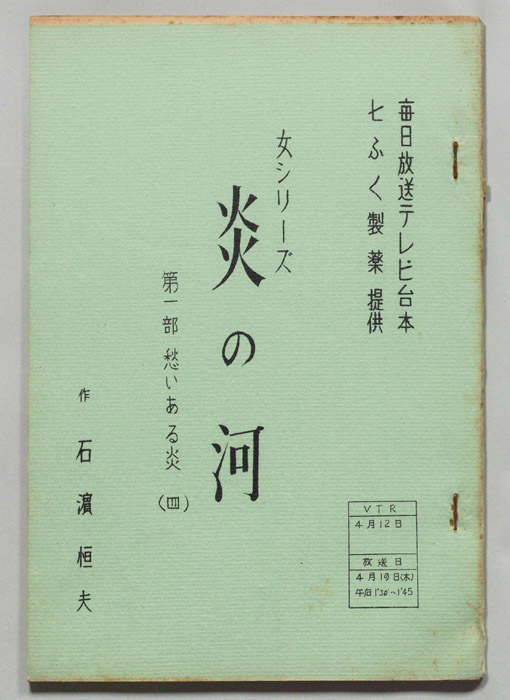 毎日放送テレビ台本
七ふく製薬提供
女シリーズ
炎の河
第一部 愁いある炎
(四)
作 石濵恒夫
VTR
4月12日
放送日
4月19日(木)
午后1'30"~1'45